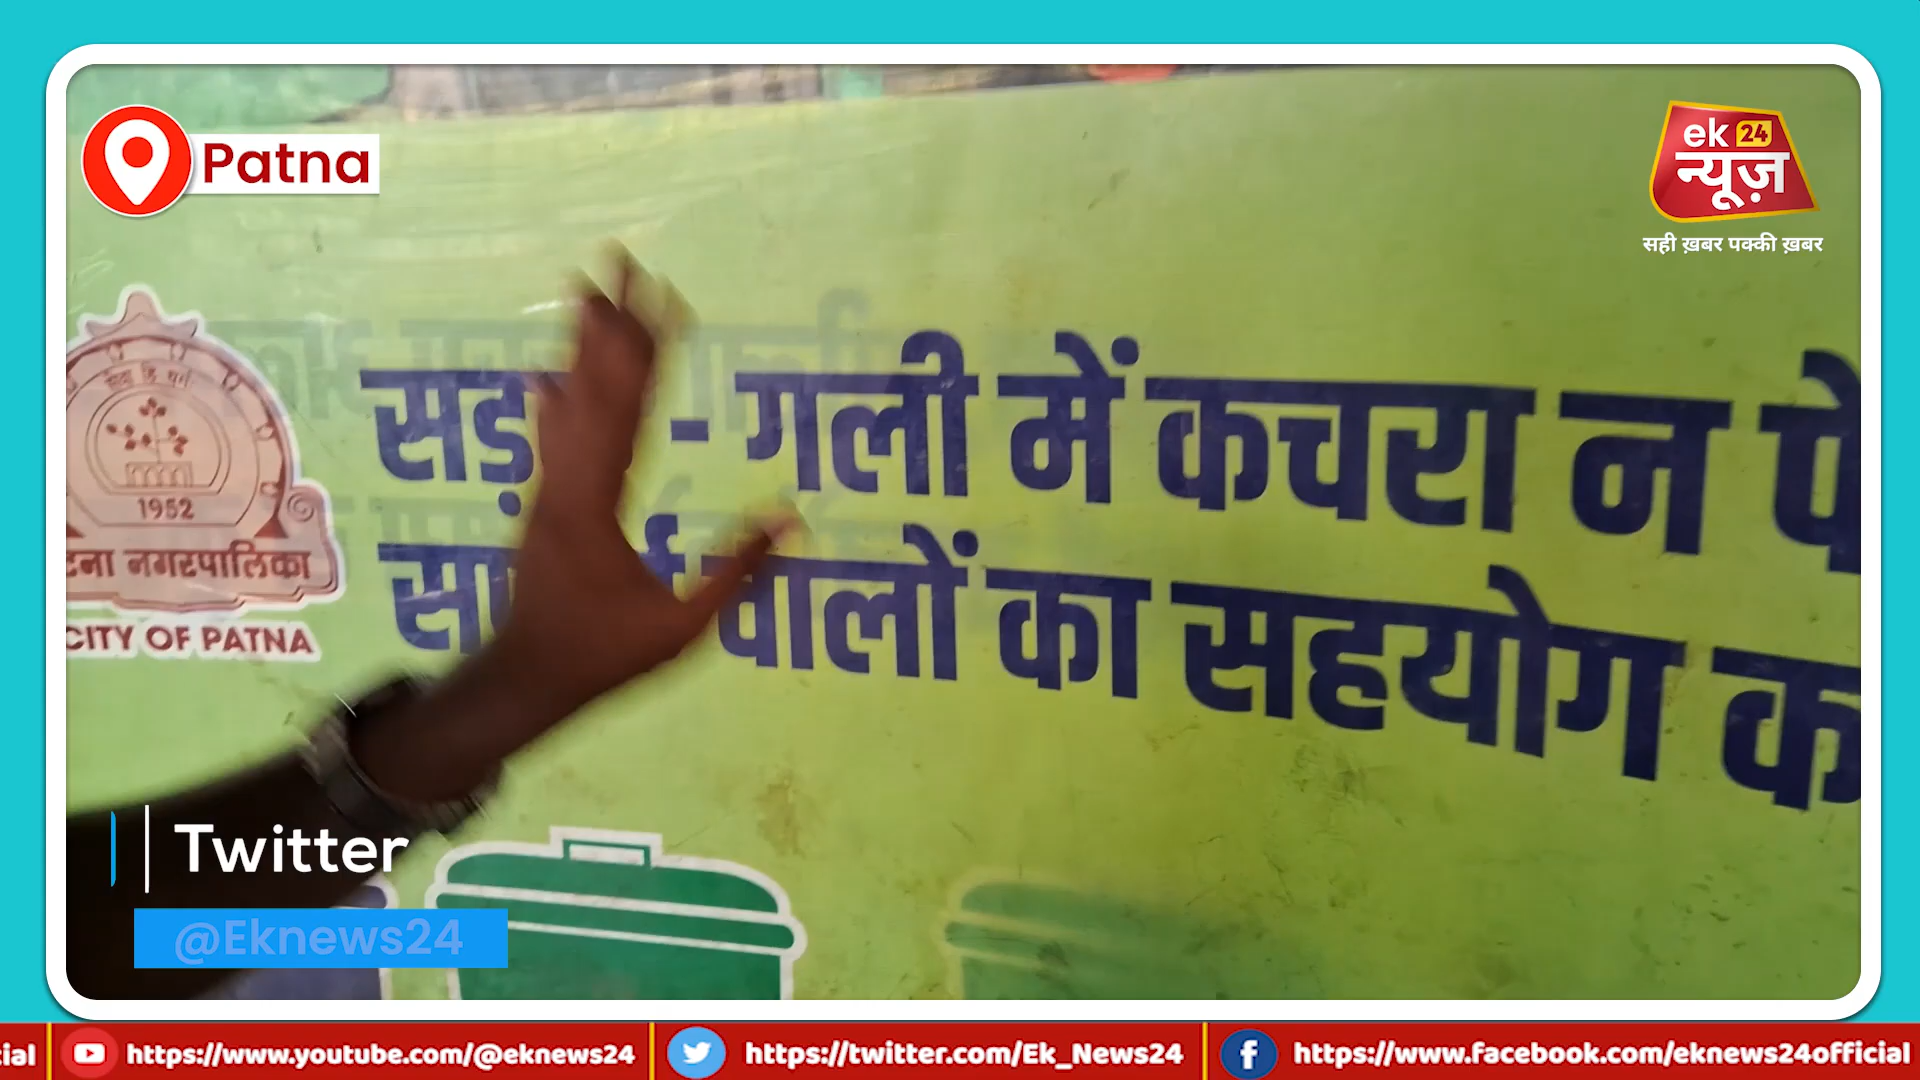 Patna
ek 24
न्यूज़
सही ख़बर पक्की ख़बर
- गली में कचरा न
वालों का सहयोग
सेवा हि धर्म
1952
नगरपालिका
CITY OF PATNA
Twitter
@Eknews24
https://www.youtube.com/@eknews24
https://twitter.com/Ek_News24
https://www.facebook.com/eknews24official